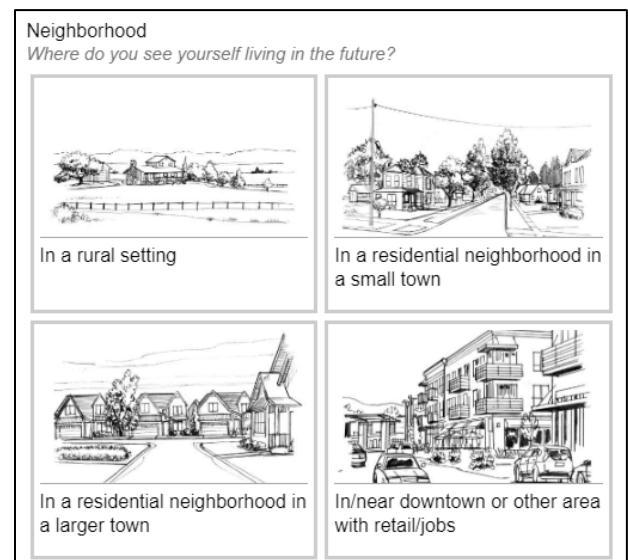 Neighborhood
Where do you see yourself living in the future?
In a rural setting
In a residential neighborhood in
a small town
In a residential neighborhood in
a larger town
In/near downtown or other area
with retail/jobs